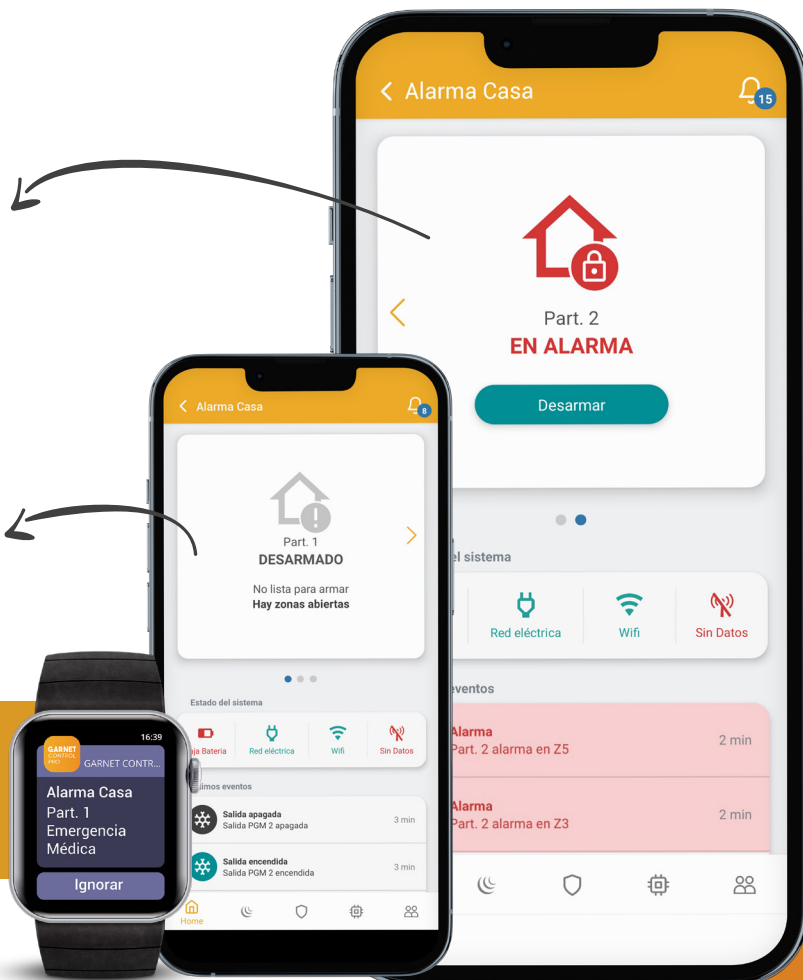 Alarma Casa
15
Part. 2
EN ALARMA
Desarmar
el sistema
Red eléctrica
Wifi
Sin Datos
eventos
Alarma
Part. 2 alarma en Z5
2 min
Alarma
Part. 2 alarma en Z3
2 min
Alarma Casa
8
Part. 1
DESARMADO
No lista para armar
Hay zonas abiertas
Estado del sistema
ja Bateria
Red eléctrica
Wifi
Sin Datos
timos eventos
Salida apagada
Salida PGM 2 apagada
3 min
Salida encendida
Salida PGM 2 encendida
3 min
Home
16:39
GARNET
CONTROL
PRO
GARNET CONTR...
Alarma Casa
Part. 1
Emergencia
Médica
Ignorar